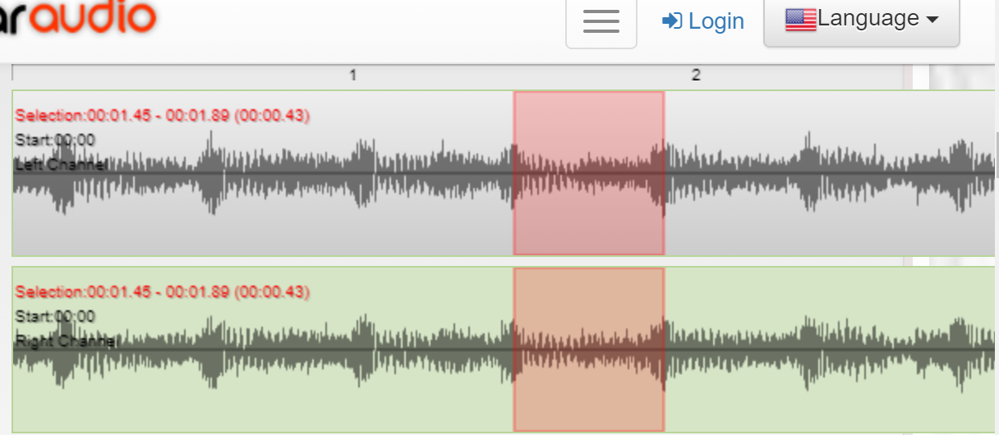 araudio
Login
Language
1
2
Selection:00:01.45 - 00:01.89 (00:00.43)
Start:00:00
Left Channel
Selection:00:01.45 - 00:01.89 (00:00.43)
Start:00:00
Right Channel